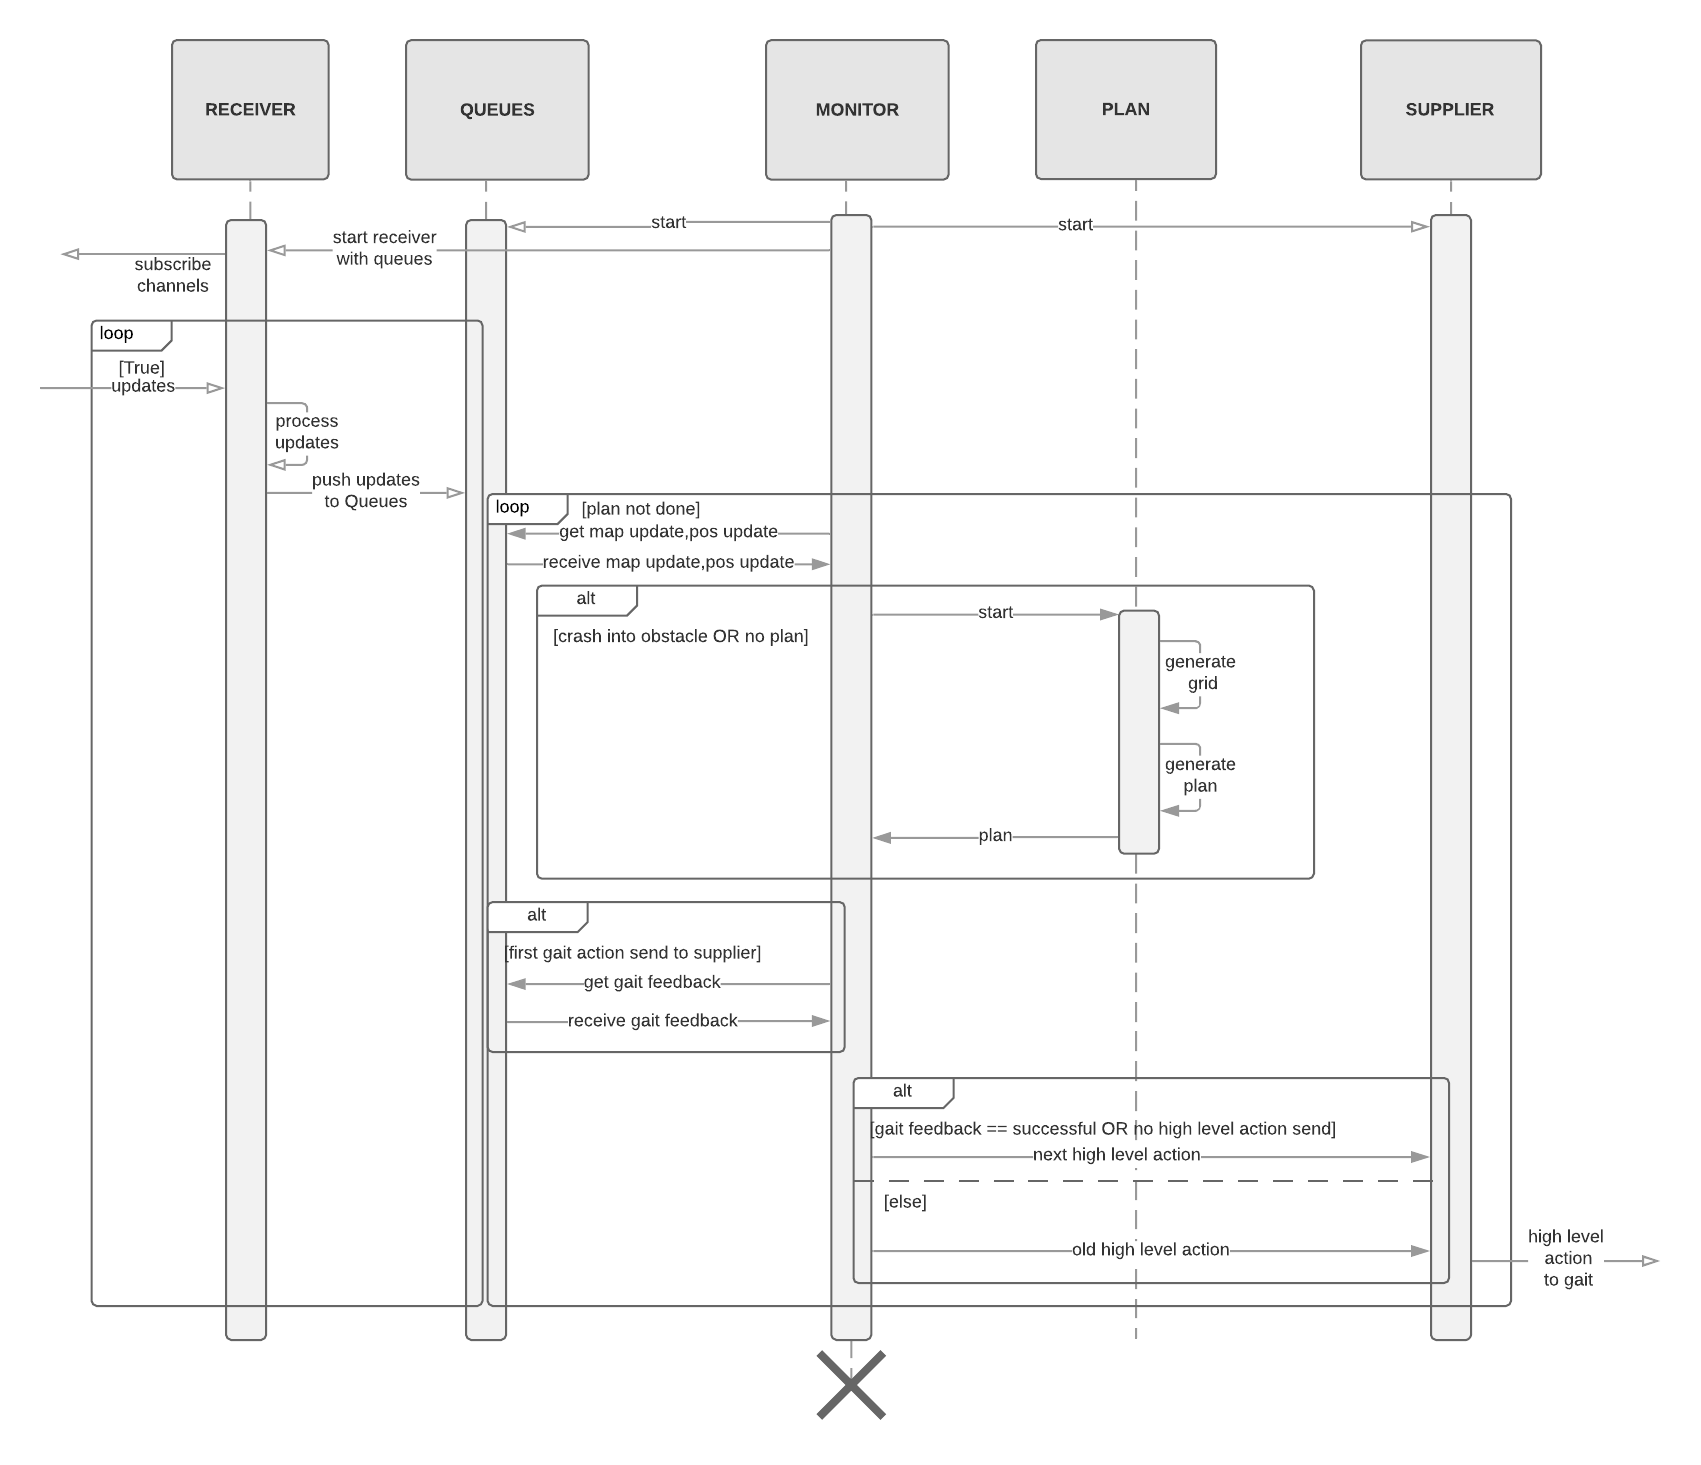 RECEIVER
QUEUES
MONITOR
PLAN
SUPPLIER
start
start
start receiver
with queues
subscribe
channels
loop
[True]
updates
process
updates
push updates
to Queues
loop
[plan not done]
get map update,pos update
receive map update,pos update
alt
start
[crash into obstacle OR no plan]
generate
grid
generate
plan
plan
alt
[first gait action send to supplier]
get gait feedback
receive gait feedback
alt
[gait feedback == successful OR no high level action send]
next high level action
[else]
old high level action
high level
action
to gait